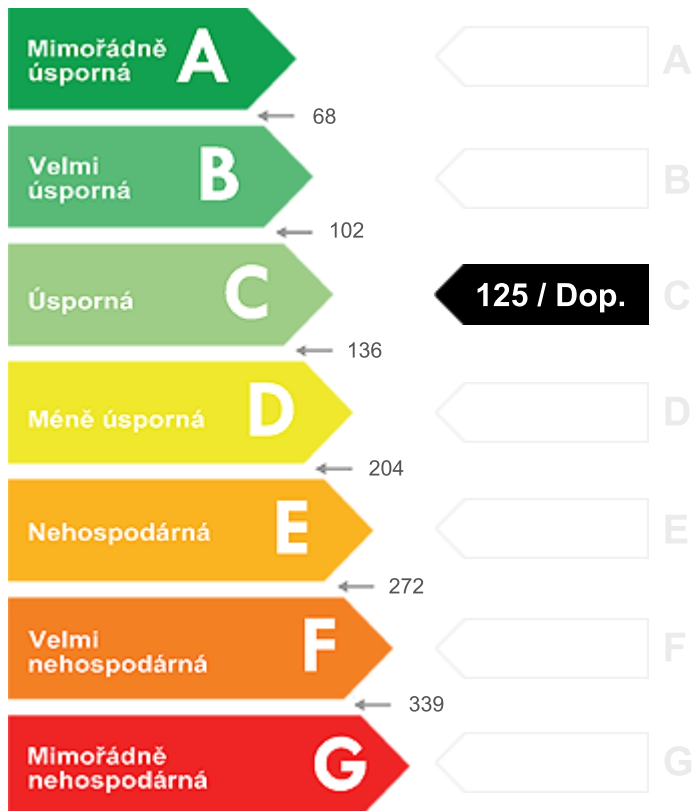 Mimořádně
úsporná
A
A
68
Velmi
úsporná
B
B
102
Úsporná
C
125 / Dop.
C
136
Méně úsporná
D
D
204
Nehospodárná
E
E
272
Velmi
nehospodárná
F
F
339
Mimořádně
nehospodárná
G
G